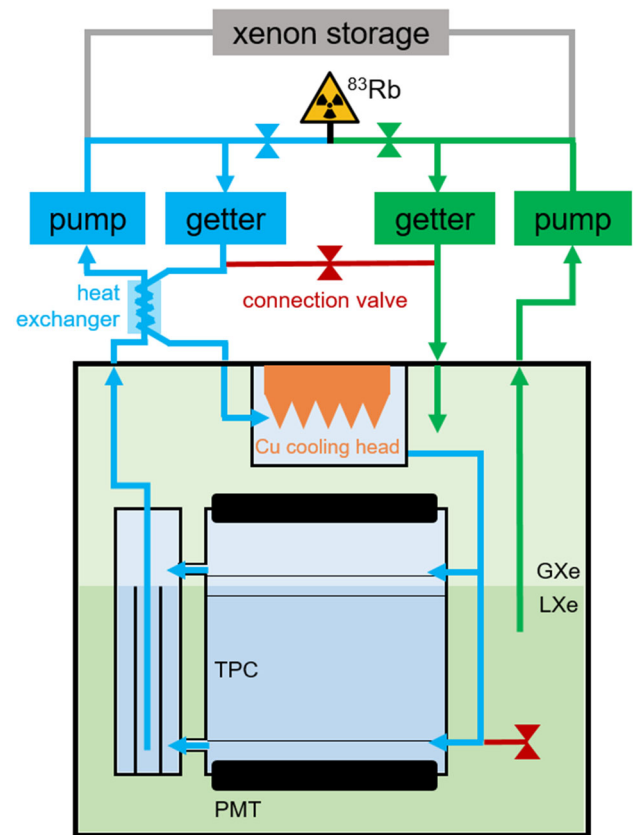 xenon storage
⁸³Rb
pump
getter
getter
pump
heat
exchanger
connection valve
Cu cooling head
GXe
LXe
TPC
PMT